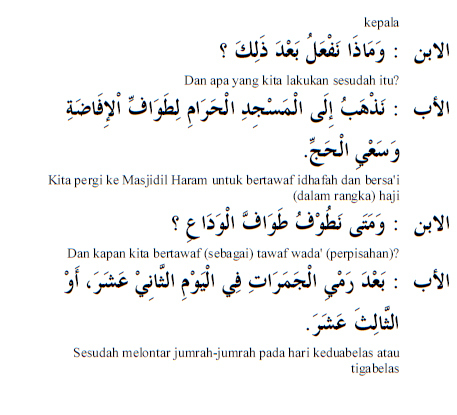 kepala
الابن : وَمَاذَا نَفْعَلُ بَعْدَ ذَلِكَ ؟
Dan apa yang kita lakukan sesudah itu?
الأب : نَذْهَبُ إِلَى الْمَسْجِدِ الْحَرَامِ لِطَوَافِّ اْلإِفَاضَةِ
وَسَعْيِ الْحَجِّ.
Kita pergi ke Masjidil Haram untuk bertawaf idhafah dan bersa'i
(dalam rangka) haji
الابن : وَمَتَى نَطُوْفُ طَوَافَّ الْوَدَاعِ ؟
Dan kapan kita bertawaf (sebagai) tawaf wada' (perpisahan)?
الأب : بَعْدَ رَمْيِ الْجَمَرَاتِ فِي الْيَوْمِ الثَّانِيْ عَشَرَ، أَوْ
الثَّالِثَ عَشَرَ.
Sesudah melontar jumrah-jumrah pada hari keduabelas atau
tigabelas